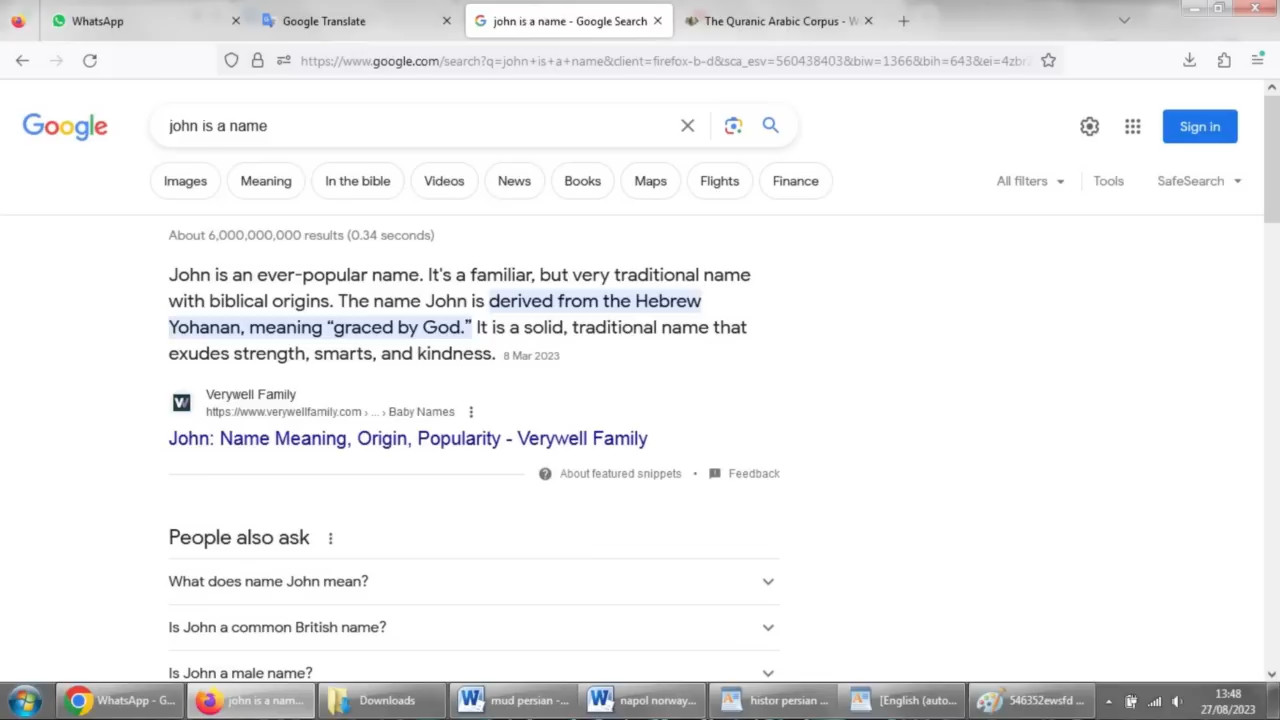 WhatsApp
Google Translate
john is a name - Google Search
The Quranic Arabic Corpus - W
https://www.google.com/search?q=john+is+a+name&client=firefox-b-d&sca_esv=560438403&biw=1366&bih=643&ei=4zbr
Google
john is a name
Sign in
Images
Meaning
In the bible
Videos
News
Books
Maps
Flights
Finance
All filters
Tools
SafeSearch
About 6,000,000,000 results (0.34 seconds)
John is an ever-popular name. It's a familiar, but very traditional name
with biblical origins. The name John is derived from the Hebrew
Yohanan, meaning “graced by God.” It is a solid, traditional name that
exudes strength, smarts, and kindness. 8 Mar 2023
Verywell Family
https://www.verywellfamily.com › ... › Baby Names
John: Name Meaning, Origin, Popularity - Verywell Family
About featured snippets • Feedback
People also ask
What does name John mean?
Is John a common British name?
Is John a male name?
WhatsApp - G...
john is a nam...
Downloads
mud persian -...
napol norway...
histor persian ...
[English (auto...
546352ewsfd ...
13:48
27/08/2023